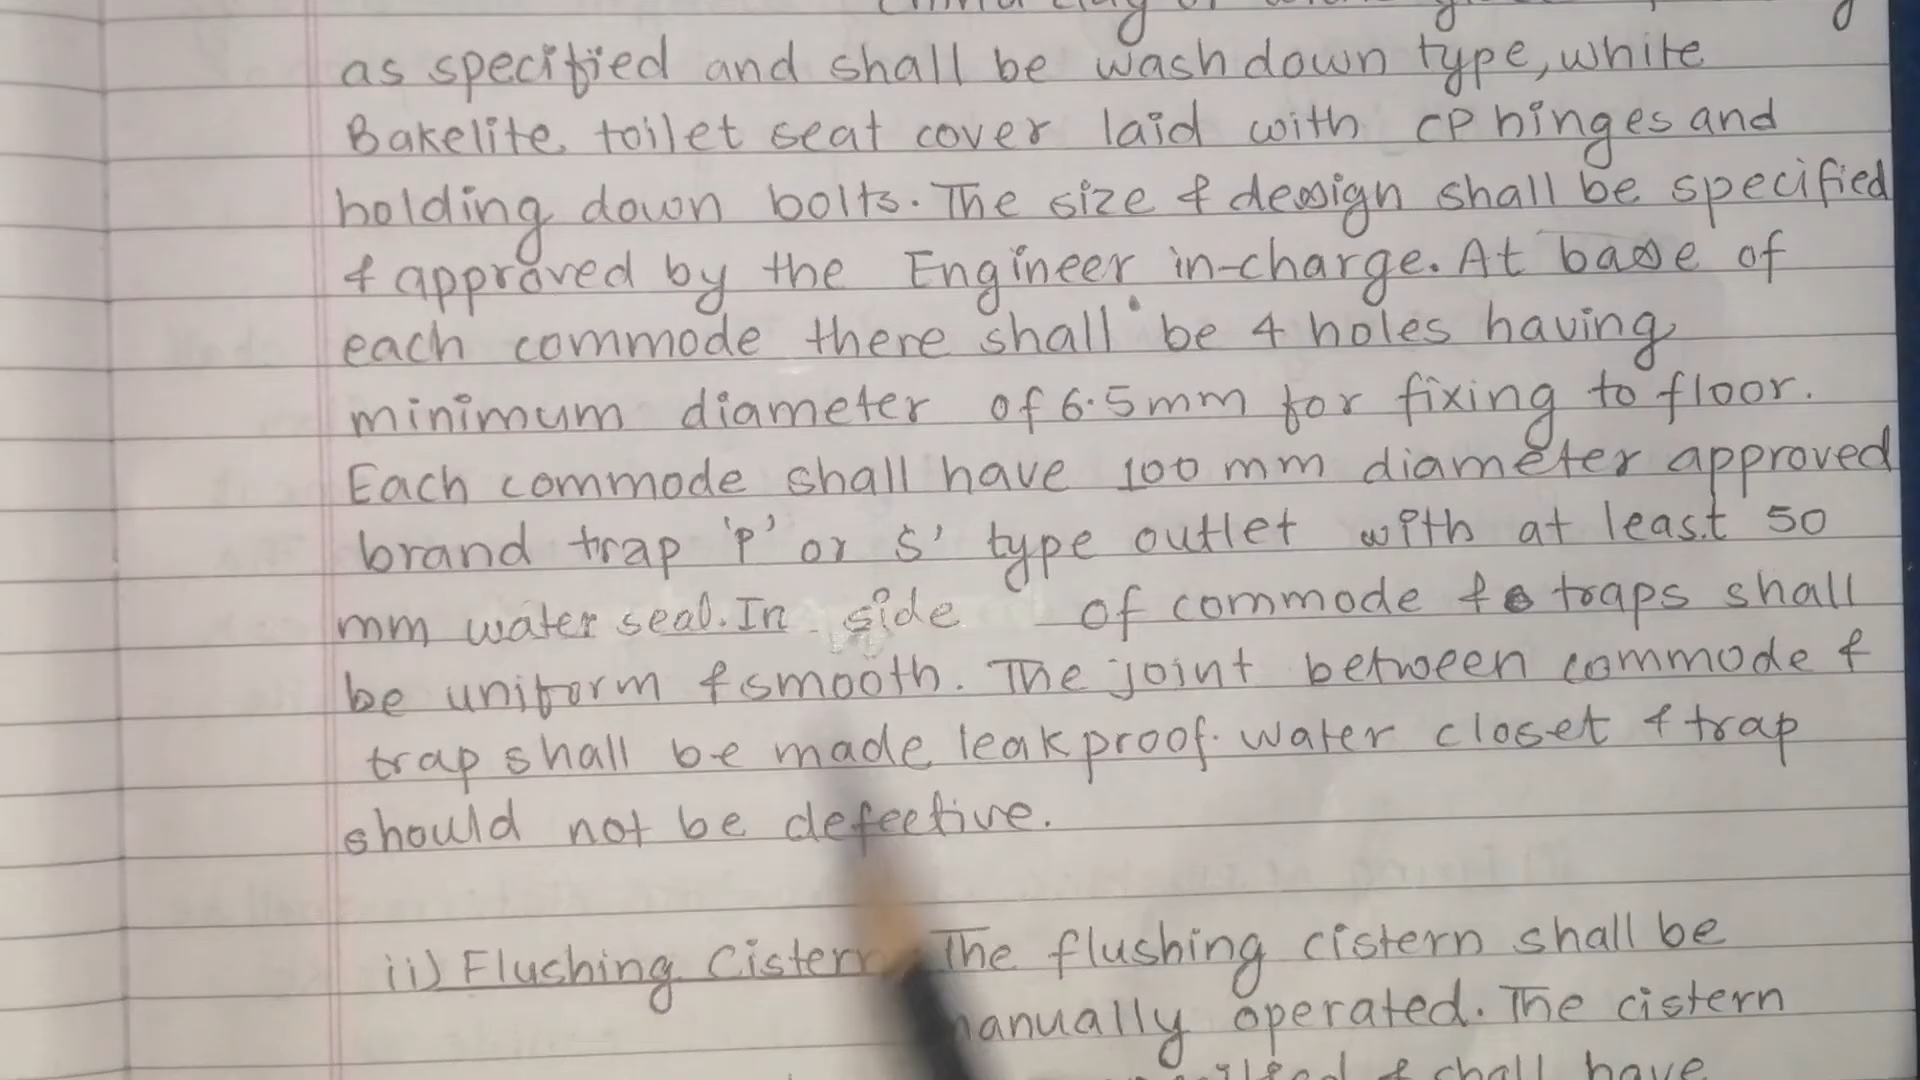 as specified and shall be wash down type, white
Bakelite toilet seat cover laid with CP hinges and
holding down bolts. The size & design shall be specified
& approved by the Engineer in-charge. At base of
each commode there shall be 4 holes having
minimum diameter of 6.5mm for fixing to floor.
Each commode shall have 100 mm diameter approved
brand trap 'P' or S' type outlet with at least 50
mm water seal. In side of commode & traps shall
be uniform & smooth. The joint between commode &
trap shall be made leakproof. water closet & trap
should not be defective.
ii) Flushing Cistern The flushing cistern shall be
manually operated. The cistern
& shall have